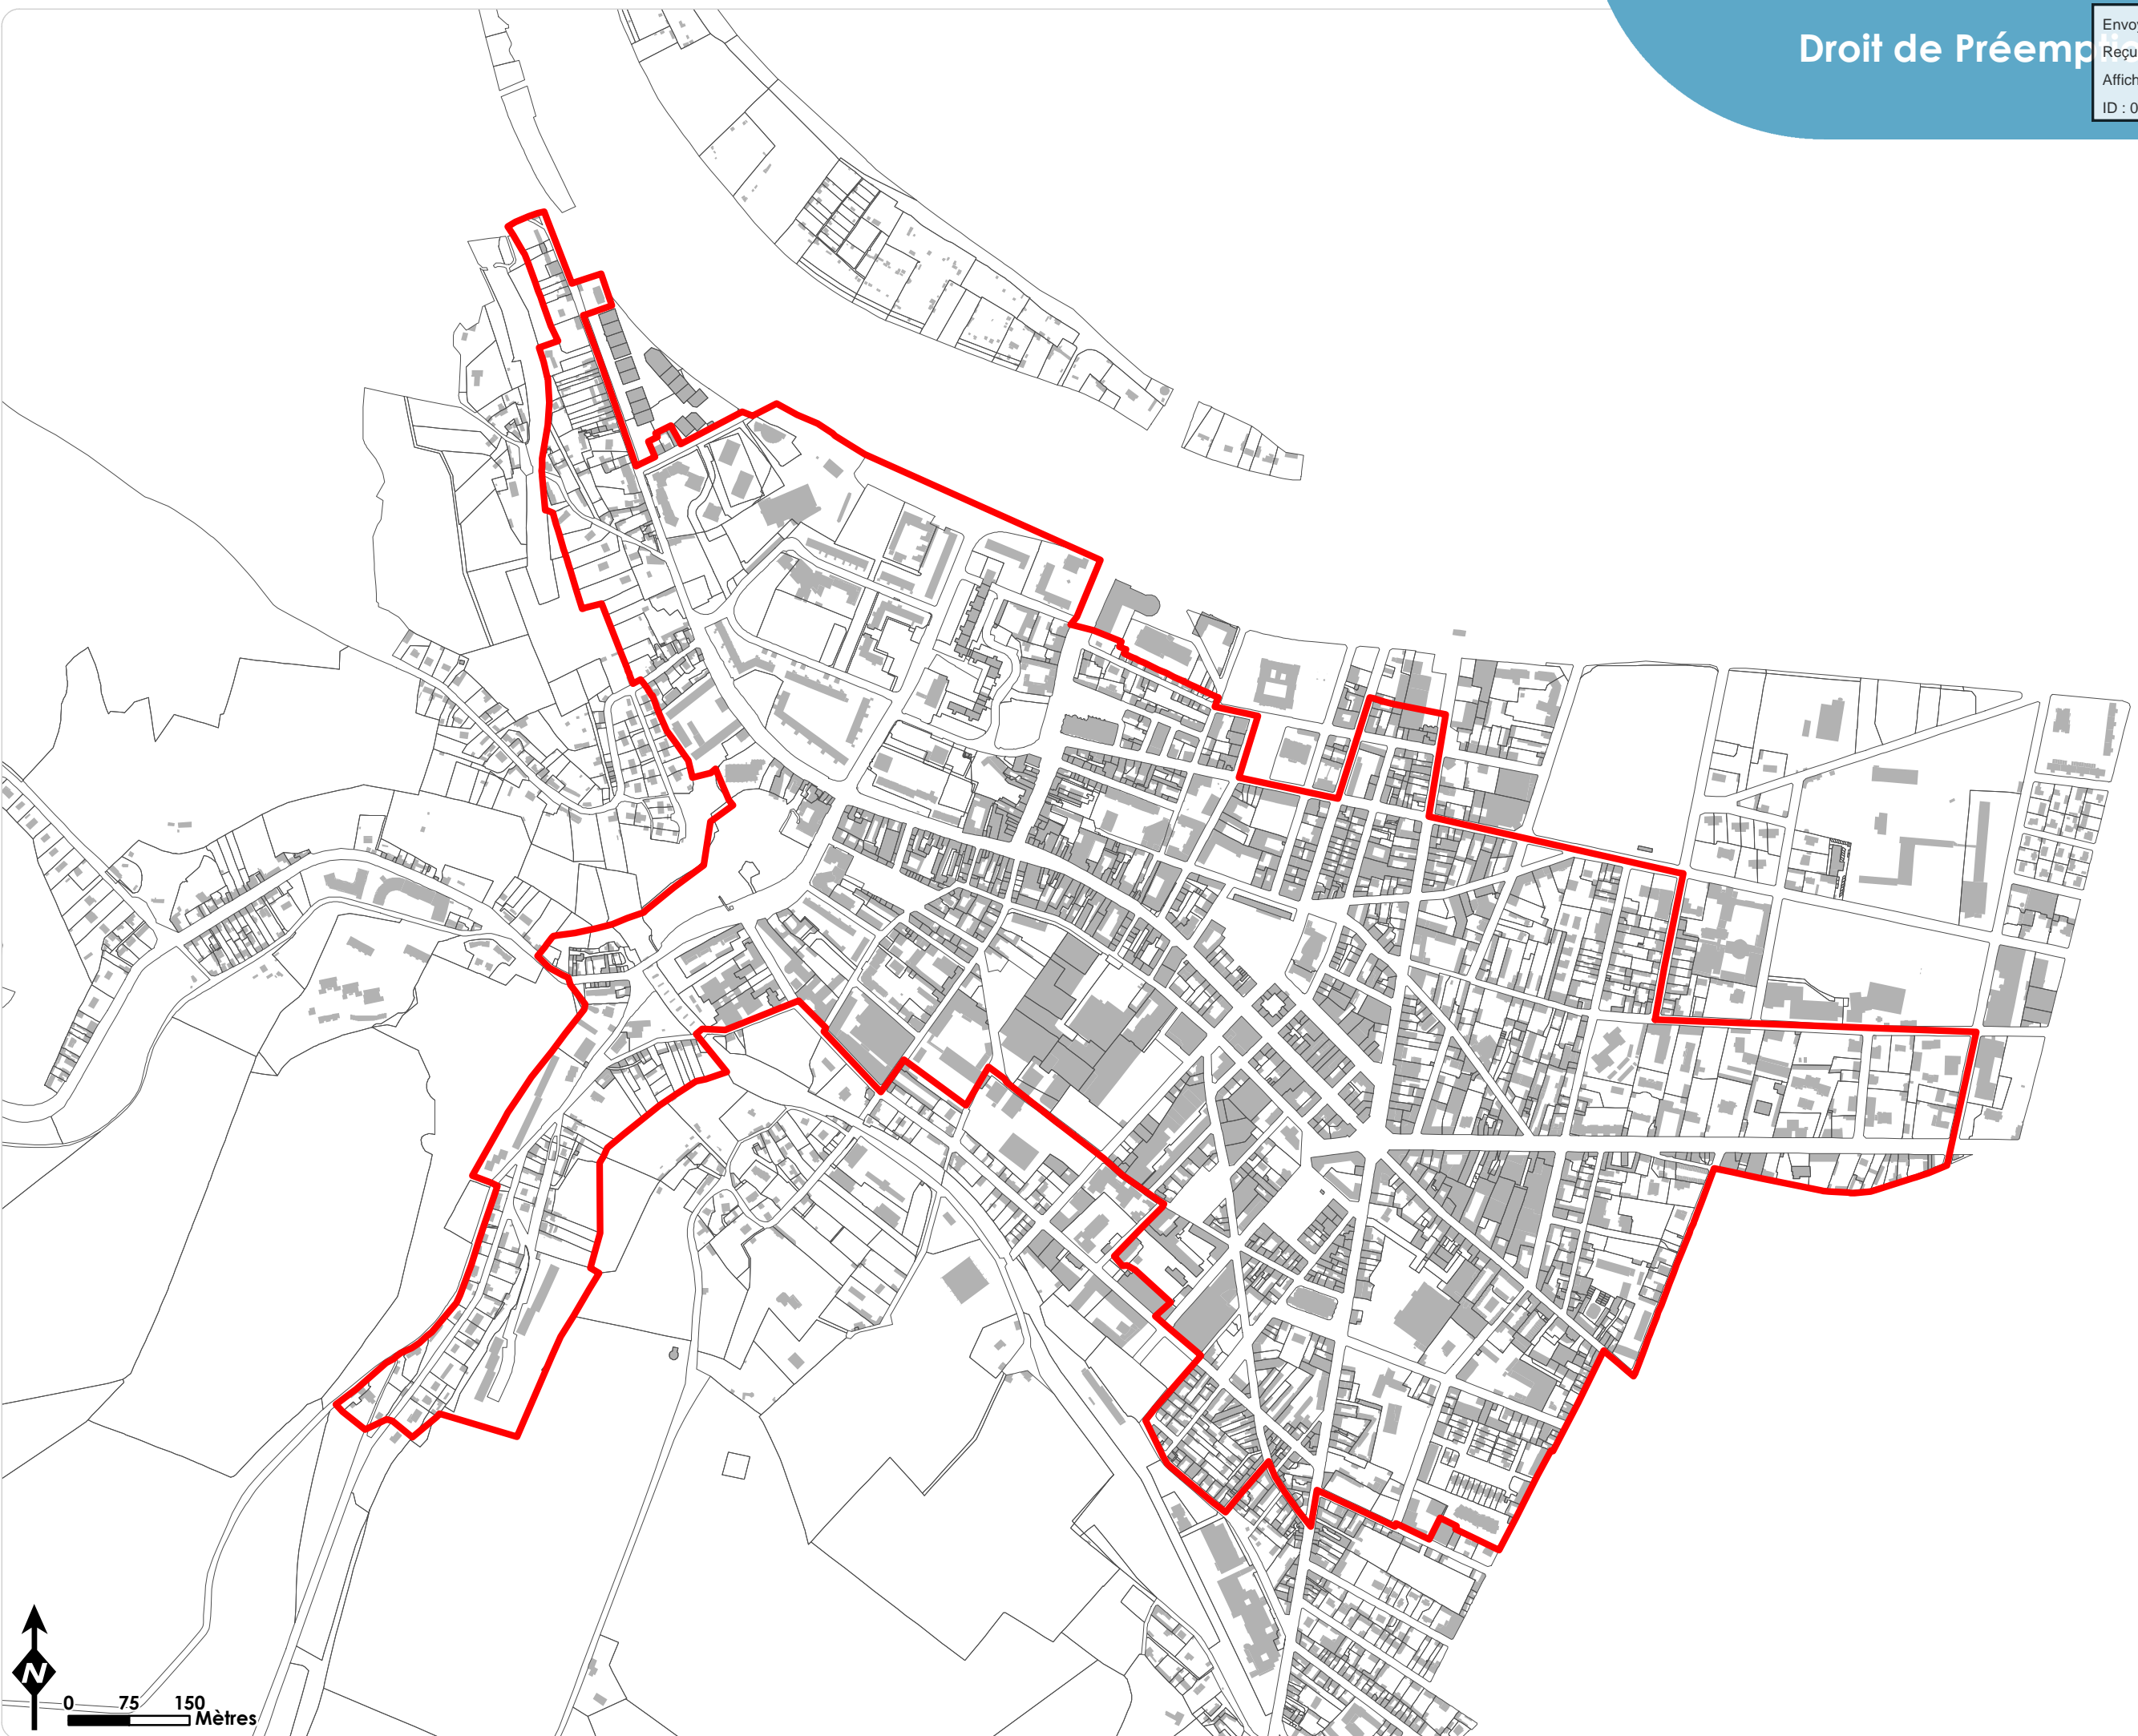 Droit de Préemp
Envoy
Reçu
Affich
ID : 0
N
0 75 150
Mètres